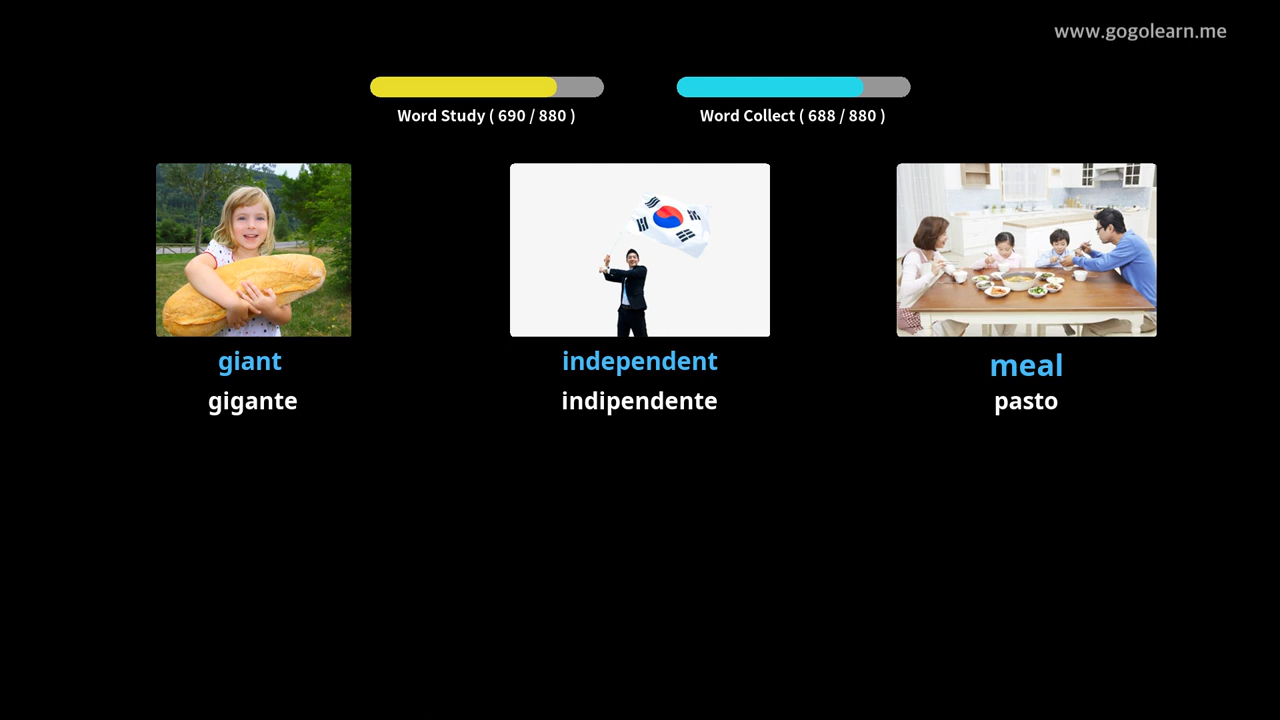 www.gogolearn.me
Word Study ( 690 / 880 )
Word Collect ( 688 / 880 )
giant
gigante
independent
indipendente
meal
pasto